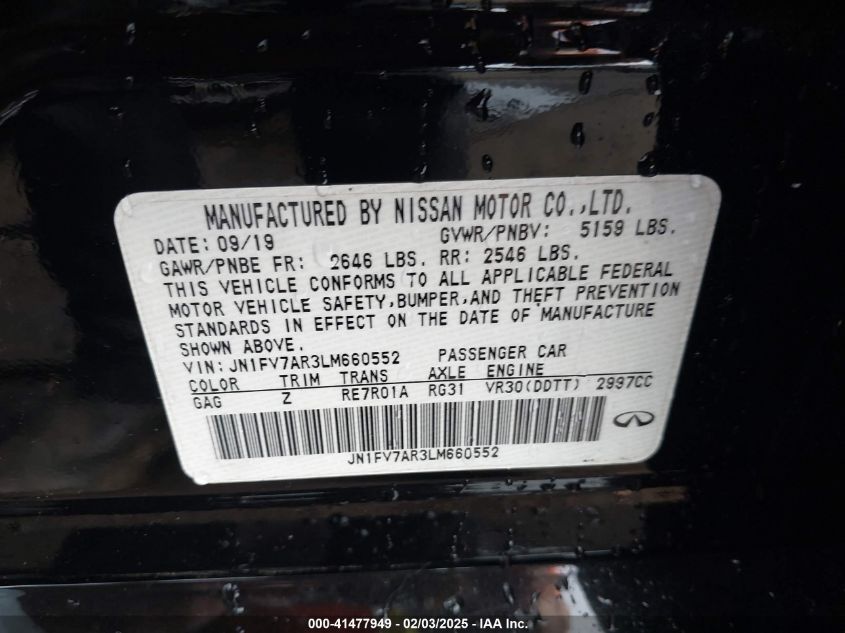 MANUFACTURED BY NISSAN MOTOR CO.,LTD.
DATE: 09/19 GVWR/PNBV: 5159 LBS.
GAWR/PNBE FR: 2646 LBS. RR: 2546 LBS.
THIS VEHICLE CONFORMS TO ALL APPLICABLE FEDERAL
MOTOR VEHICLE SAFETY,BUMPER,AND THEFT PREVENTION
STANDARDS IN EFFECT ON THE DATE OF MANUFACTURE
SHOWN ABOVE.
VIN:JN1FV7AR3LM660552 PASSENGER CAR
COLOR TRIM TRANS AXLE ENGINE
GAG Z RE7R01A RG31 VR30(DDTT) 2997CC
JN1FV7AR3LM660552
000-41477949 - 02/03/2025 - IAA Inc.